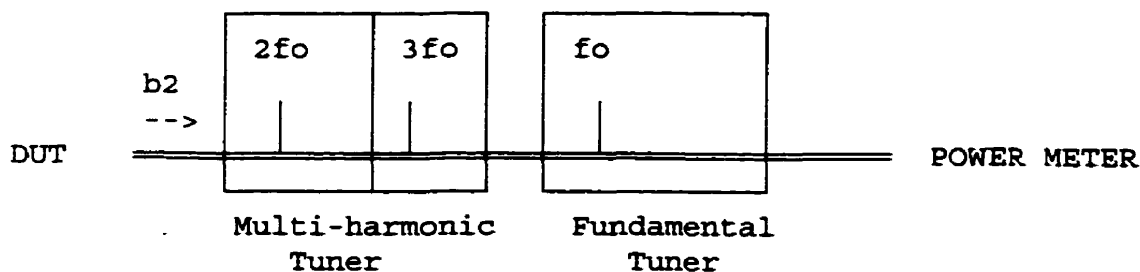 2fo 3fo fo
b2
-->
DUT POWER METER
Multi-harmonic Fundamental
Tuner Tuner